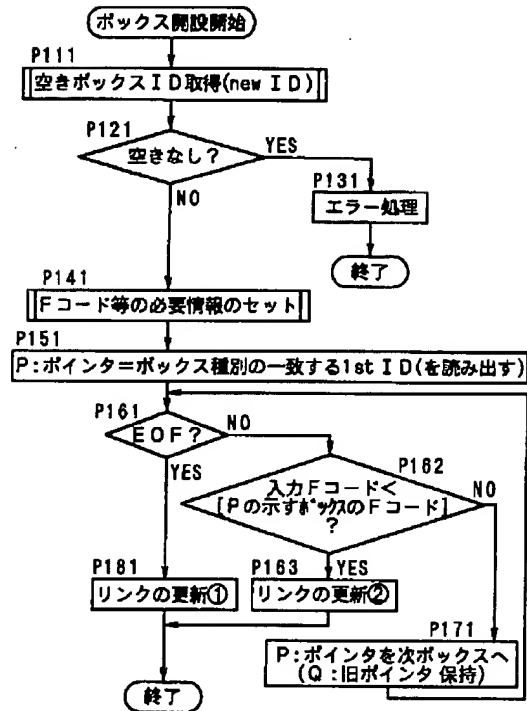 ボックス開設開始
P111
空きボックスID取得(new ID)
P121
空きなし?
YES
NO
P131
エラー処理
終了
P141
Fコード等の必要情報のセット
P151
P:ポインタ=ボックス種別の一致する1st ID(を読み出す)
P161
EOF?
NO
YES
P162
入力Fコード<
[Pの示すボックスのFコード]
?
NO
YES
P181
リンクの更新①
P163
リンクの更新②
P171
P:ポインタを次ボックスへ
(Q:旧ポインタ保持)
終了